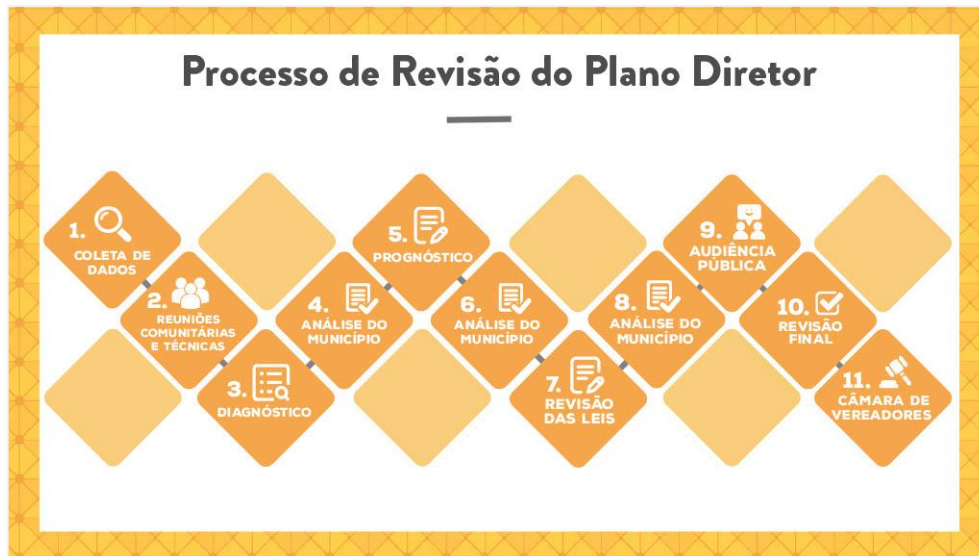 Processo de Revisão do Plano Diretor
1.
COLETA DE
DADOS
2.
REUNIÕES
COMUNITÁRIAS
E TÉCNICAS
3.
DIAGNÓSTICO
4.
ANÁLISE DO
MUNICÍPIO
5.
PROGNÓSTICO
6.
ANÁLISE DO
MUNICÍPIO
7.
REVISÃO
DAS LEIS
8.
ANÁLISE DO
MUNICÍPIO
9.
AUDIÊNCIA
PÚBLICA
10.
REVISÃO
FINAL
11.
CÂMARA DE
VEREADORES